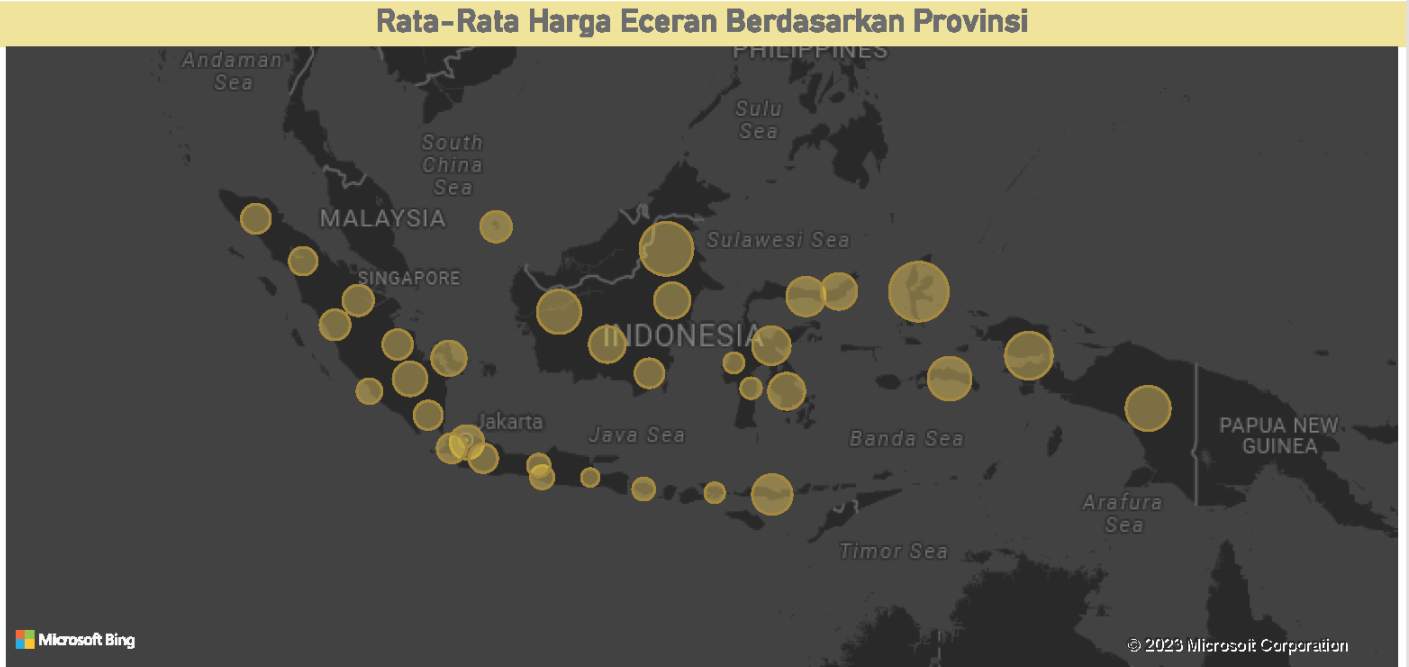 Rata-Rata Harga Eceran Berdasarkan Provinsi
Andaman
Sea
PHILIPPINES
Sulu
Sea
South
China
Sea
MALAYSIA
Sulawesi Sea
SINGAPORE
INDONESIA
Jakarta
Java Sea
Banda Sea
PAPUA NEW
GUINEA
Arafura
Sea
Timor Sea
Microsoft Bing
© 2023 Microsoft Corporation